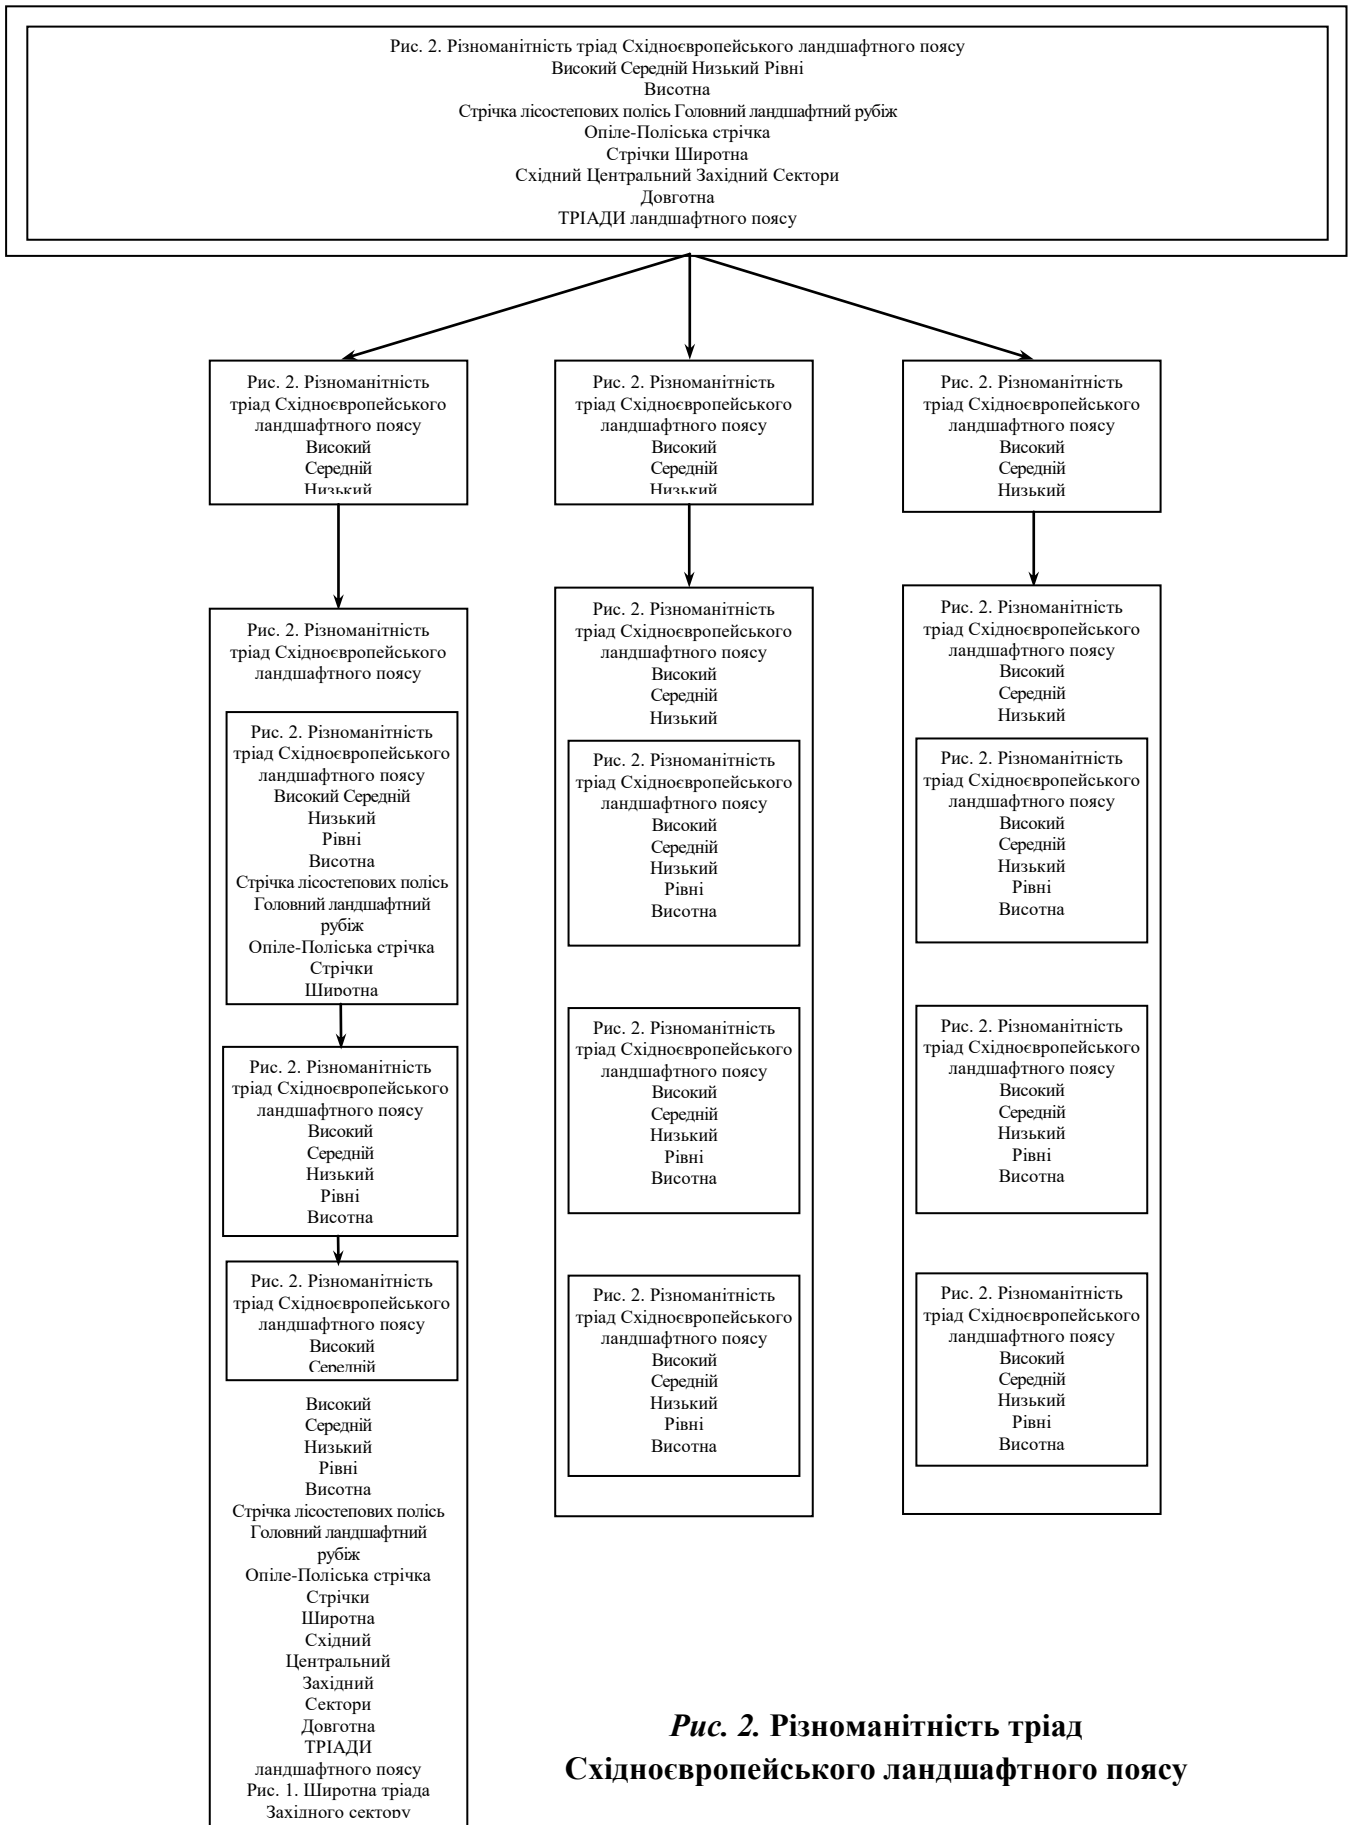 Рис. 2. Різноманітність тріад Східноєвропейського ландшафтного поясу
Високий Середній Низький Рівні
Висотна
Стрічка лісостепових полісь Головний ландшафтний рубіж
Опіле-Поліська стрічка
Стрічки Широтна
Східний Центральний Західний Сектори
Довготна
ТРІАДИ ландшафтного поясу
Рис. 2. Різноманітність
тріад Східноєвропейського
ландшафтного поясу
Високий
Середній
Низький
Рис. 2. Різноманітність
тріад Східноєвропейського
ландшафтного поясу
Високий
Середній
Низький
Рис. 2. Різноманітність
тріад Східноєвропейського
ландшафтного поясу
Високий
Середній
Низький
Рис. 2. Різноманітність
тріад Східноєвропейського
ландшафтного поясу
Рис. 2. Різноманітність
тріад Східноєвропейського
ландшафтного поясу
Високий Середній
Низький
Рівні
Висотна
Стрічка лісостепових полісь
Головний ландшафтний
рубіж
Опіле-Поліська стрічка
Стрічки
Широтна
Рис. 2. Різноманітність
тріад Східноєвропейського
ландшафтного поясу
Високий
Середній
Низький
Рівні
Висотна
Рис. 2. Різноманітність
тріад Східноєвропейського
ландшафтного поясу
Високий
Середній
Високий
Середній
Низький
Рівні
Висотна
Стрічка лісостепових полісь
Головний ландшафтний
рубіж
Опіле-Поліська стрічка
Стрічки
Широтна
Східний
Центральний
Західний
Сектори
Довготна
ТРІАДИ
ландшафтного поясу
Рис. 1. Широтна тріада
Західного сектору
Рис. 2. Різноманітність
тріад Східноєвропейського
ландшафтного поясу
Високий
Середній
Низький
Рис. 2. Різноманітність
тріад Східноєвропейського
ландшафтного поясу
Високий
Середній
Низький
Рівні
Висотна
Рис. 2. Різноманітність
тріад Східноєвропейського
ландшафтного поясу
Високий
Середній
Низький
Рівні
Висотна
Рис. 2. Різноманітність
тріад Східноєвропейського
ландшафтного поясу
Високий
Середній
Низький
Рівні
Висотна
Рис. 2. Різноманітність
тріад Східноєвропейського
ландшафтного поясу
Високий
Середній
Низький
Рис. 2. Різноманітність
тріад Східноєвропейського
ландшафтного поясу
Високий
Середній
Низький
Рівні
Висотна
Рис. 2. Різноманітність
тріад Східноєвропейського
ландшафтного поясу
Високий
Середній
Низький
Рівні
Висотна
Рис. 2. Різноманітність
тріад Східноєвропейського
ландшафтного поясу
Високий
Середній
Низький
Рівні
Висотна
Рис. 2. Різноманітність тріад
Східноєвропейського ландшафтного поясу